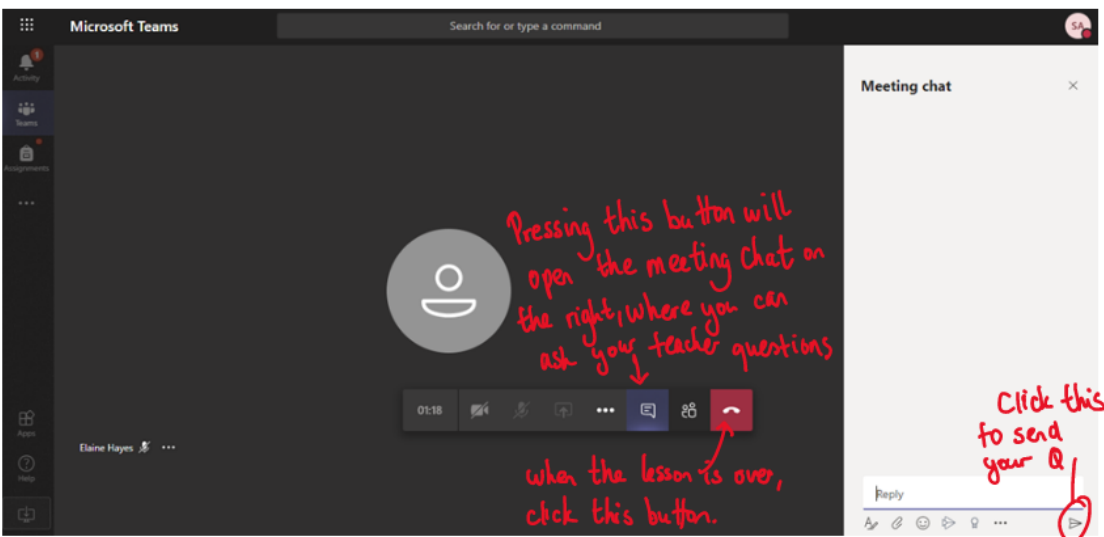 Microsoft Teams
Search for or type a command
SA
1
Activity
Teams
Assignments
Meeting chat
Pressing this button will
open the meeting chat on
the right, where you can
ask your teacher questions
01:18
Click this
to send
your Q
Apps
Elaine Hayes
Help
when the lesson is over,
click this button.
Reply